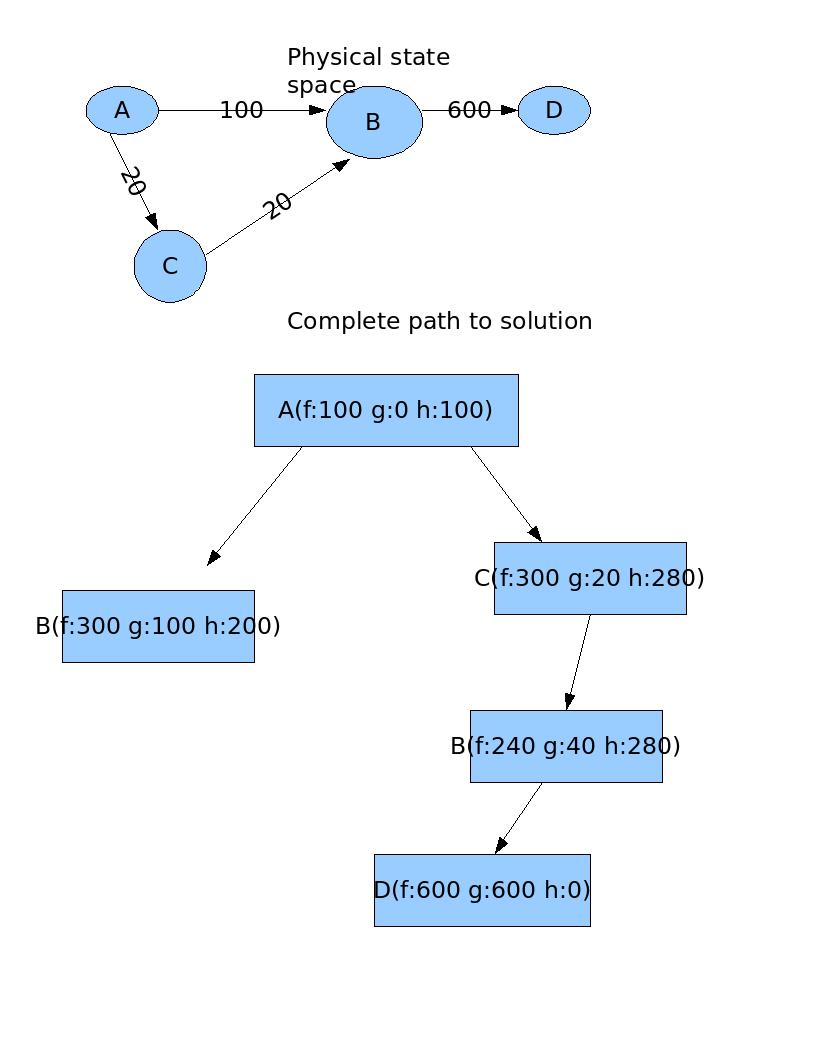 Physical state
space
A
100
B
600
D
20
20
C
Complete path to solution
A(f:100 g:0 h:100)
C(f:300 g:20 h:280)
B(f:300 g:100 h:200)
B(f:240 g:40 h:280)
D(f:600 g:600 h:0)